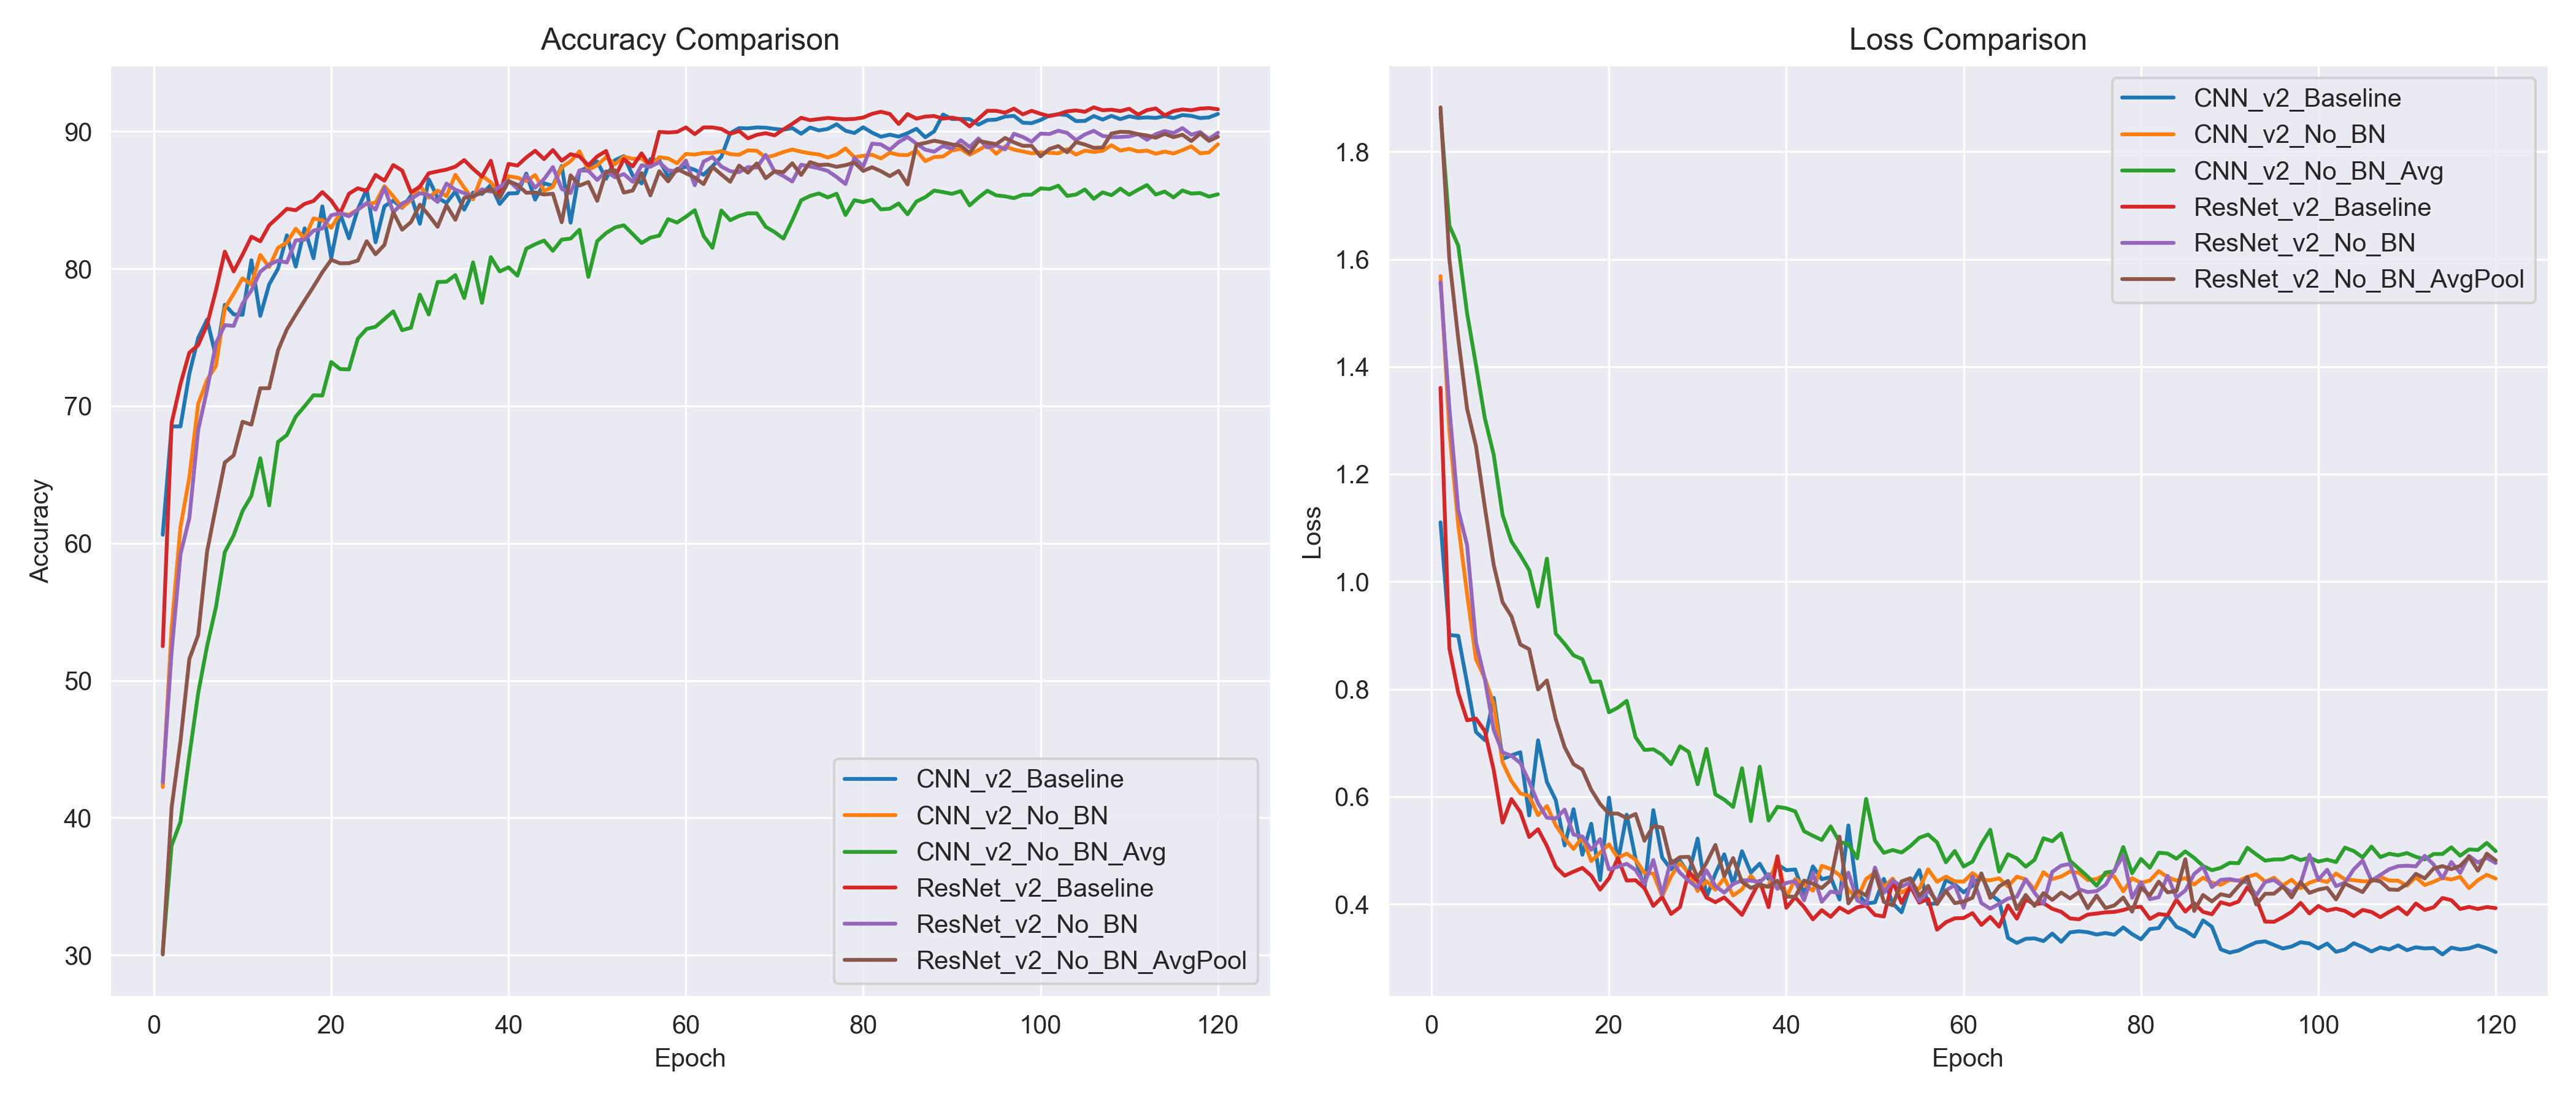 Accuracy Comparison
Accuracy
90
80
70
60
50
40
30
0 20 40 60 80 100 120
Epoch
CNN_v2_Baseline
CNN_v2_No_BN
CNN_v2_No_BN_Avg
ResNet_v2_Baseline
ResNet_v2_No_BN
ResNet_v2_No_BN_AvgPool
Loss Comparison
Loss
1.8
1.6
1.4
1.2
1.0
0.8
0.6
0.4
0 20 40 60 80 100 120
Epoch
CNN_v2_Baseline
CNN_v2_No_BN
CNN_v2_No_BN_Avg
ResNet_v2_Baseline
ResNet_v2_No_BN
ResNet_v2_No_BN_AvgPool